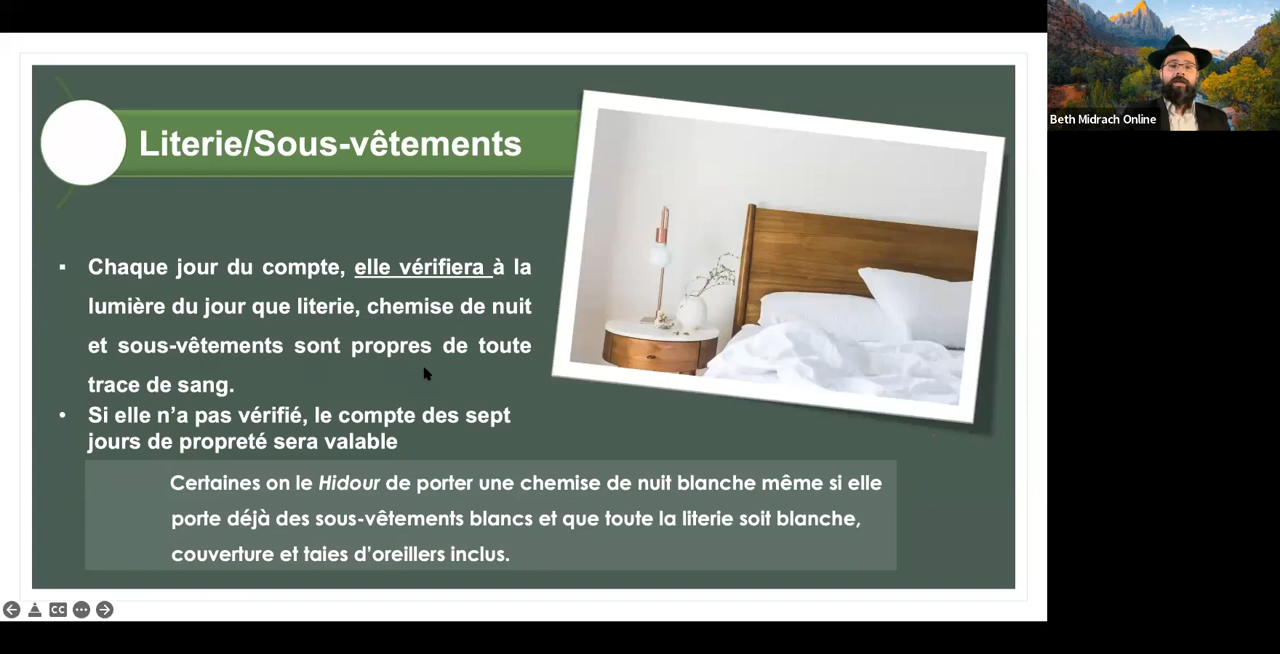 Literie/Sous-vêtements
Chaque jour du compte, elle vérifiera à la
lumière du jour que literie, chemise de nuit
et sous-vêtements sont propres de toute
trace de sang.
Si elle n’a pas vérifié, le compte des sept
jours de propreté sera valable
Certaines on le Hidour de porter une chemise de nuit blanche même si elle
porte déjà des sous-vêtements blancs et que toute la literie soit blanche,
couverture et taies d’oreillers inclus.
Beth Midrach Online
CC